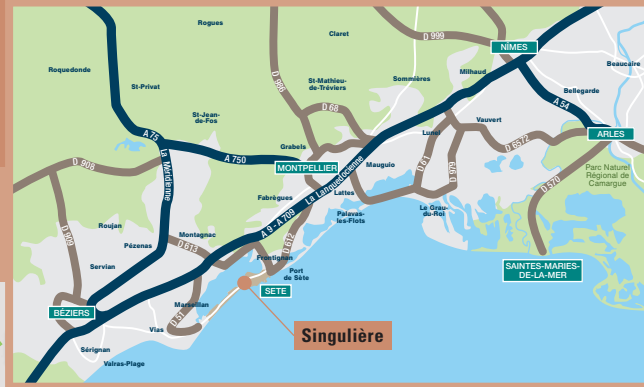 Rogues
Claret
D 999
NÎMES
Beaucaire
Roquedonde
St-Privat
D 986
St-Mathieu-
de-Tréviers
Sommières
Milhaud
Bellegarde
St-Jean-
de-Fos
D 68
A 54
Vauvert
ARLES
A 75
Grabels
Lunel
D 6572
A 750
MONTPELLIER
Mauguio
D 61
D 979
Parc Naturel
Régional de
Camargue
D 908
La Méridienne
La Languedocienne
Lattes
D 570
Fabrègues
Palavas-
les-Flots
Le Grau-
du-Roi
Roujan
Montagnac
A 9 - A 709
D 612
D 909
Pézenas
D 613
Frontignan
Servian
Port
de Sète
SAINTES-MARIES-
DE-LA-MER
SETE
Marseillan
BÉZIERS
D 51
Vias
Singulière
Sérignan
Valras-Plage